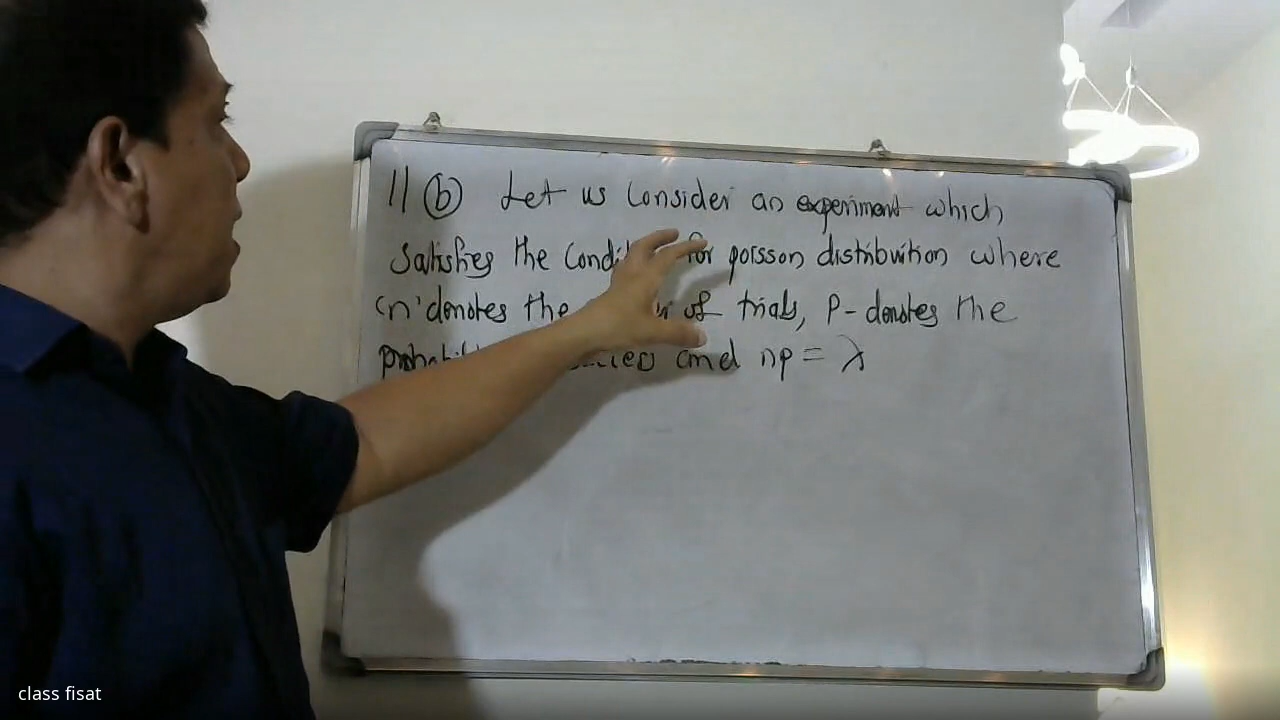 11 (b) Let us Consider an experiment which
Satisfies the for poisson distribution where
'n' denotes the of trials, P-denotes the
and np = λ
class fisat